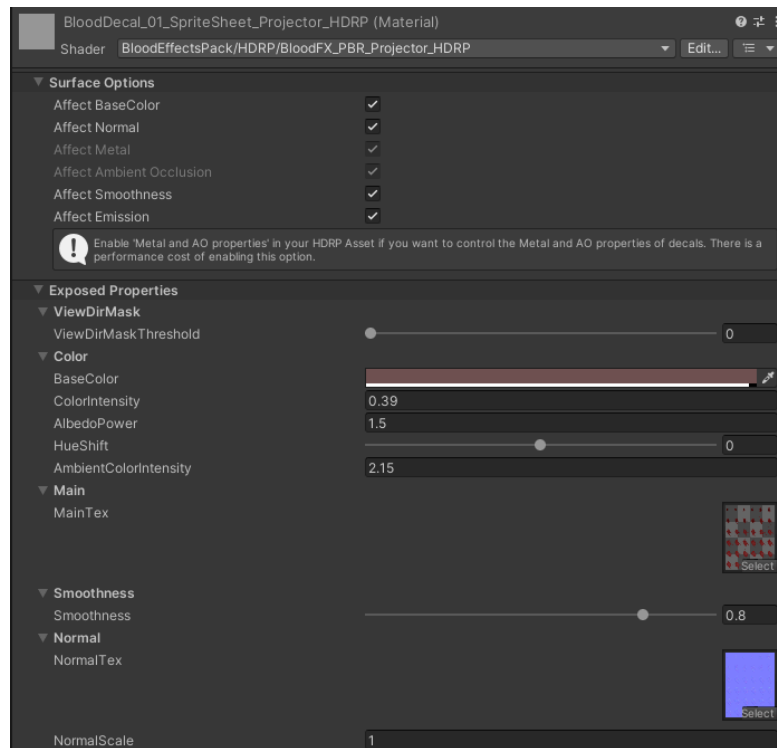 BloodDecal_01_SpriteSheet_Projector_HDRP (Material)
Shader BloodEffectsPack/HDRP/BloodFX_PBR_Projector_HDRP Edit...
Surface Options
Affect BaseColor
Affect Normal
Affect Metal
Affect Ambient Occlusion
Affect Smoothness
Affect Emission
Enable 'Metal and AO properties' in your HDRP Asset if you want to control the Metal and AO properties of decals. There is a
performance cost of enabling this option.
Exposed Properties
ViewDirMask
ViewDirMaskThreshold 0
Color
BaseColor
ColorIntensity 0.39
AlbedoPower 1.5
HueShift 0
AmbientColorIntensity 2.15
Main
MainTex
Select
Smoothness
Smoothness 0.8
Normal
NormalTex
Select
NormalScale 1